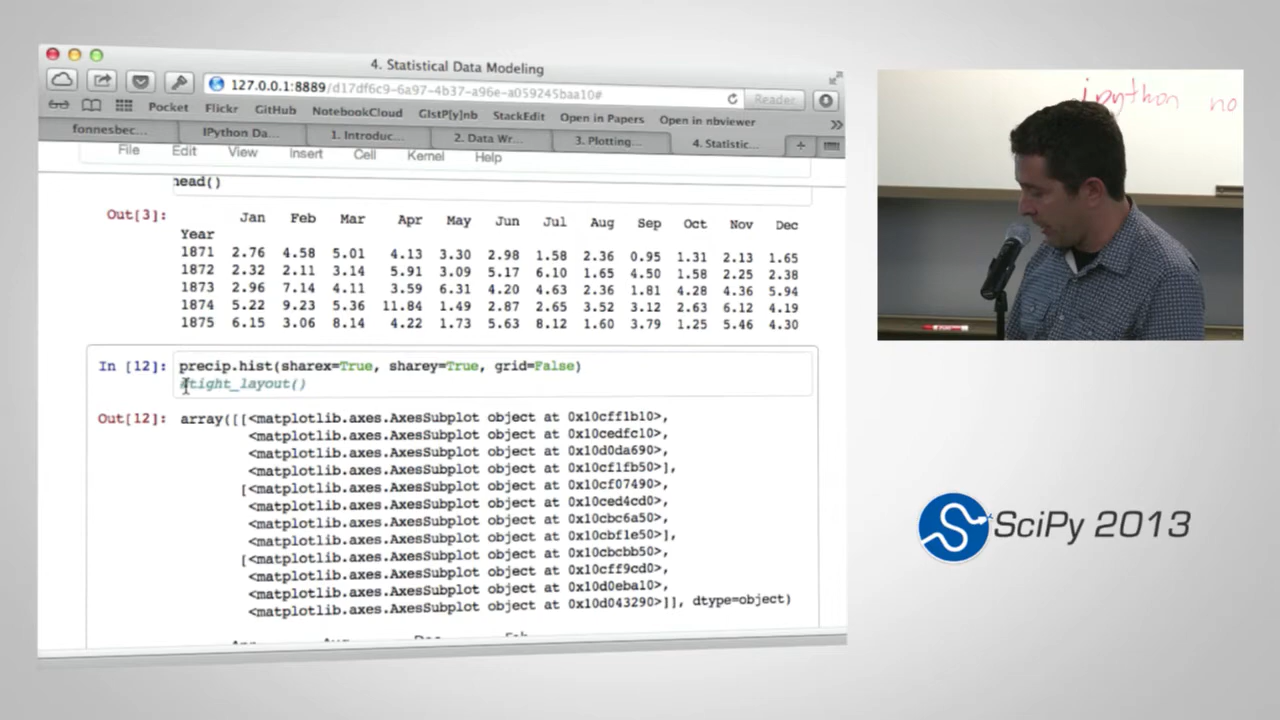 4. Statistical Data Modeling
127.0.0.1:8889/d17df6c9-6a97-4b37-a96e-a059245baa10#
Reader
Pocket Flickr GitHub NotebookCloud GIstP[y]nb StackEdit Open in Papers Open in nbviewer »
fonnesbec... IPython Da... 1. Introduc... 2. Data Wr... 3. Plotting... 4. Statistic... +
File Edit View Insert Cell Kernel Help
head()
Out[3]: Jan Feb Mar Apr May Jun Jul Aug Sep Oct Nov Dec
Year
1871 2.76 4.58 5.01 4.13 3.30 2.98 1.58 2.36 0.95 1.31 2.13 1.65
1872 2.32 2.11 3.14 5.91 3.09 5.17 6.10 1.65 4.50 1.58 2.25 2.38
1873 2.96 7.14 4.11 3.59 6.31 4.20 4.63 2.36 1.81 4.28 4.36 5.94
1874 5.22 9.23 5.36 11.84 1.49 2.87 2.65 3.52 3.12 2.63 6.12 4.19
1875 6.15 3.06 8.14 4.22 1.73 5.63 8.12 1.60 3.79 1.25 5.46 4.30
In [12]: precip.hist(sharex=True, sharey=True, grid=False)
#tight_layout()
Out[12]: array([[<matplotlib.axes.AxesSubplot object at 0x10cff1b10>,
<matplotlib.axes.AxesSubplot object at 0x10cedfc10>,
<matplotlib.axes.AxesSubplot object at 0x10d0da690>,
<matplotlib.axes.AxesSubplot object at 0x10cf1fb50>],
[<matplotlib.axes.AxesSubplot object at 0x10cf07490>,
<matplotlib.axes.AxesSubplot object at 0x10ced4cd0>,
<matplotlib.axes.AxesSubplot object at 0x10cbc6a50>,
<matplotlib.axes.AxesSubplot object at 0x10cbf1e50>],
[<matplotlib.axes.AxesSubplot object at 0x10cbcbb50>,
<matplotlib.axes.AxesSubplot object at 0x10cff9cd0>,
<matplotlib.axes.AxesSubplot object at 0x10d0eba10>,
<matplotlib.axes.AxesSubplot object at 0x10d043290>]], dtype=object)
Apr Aug Dec Feb
ipython no
SciPy 2013